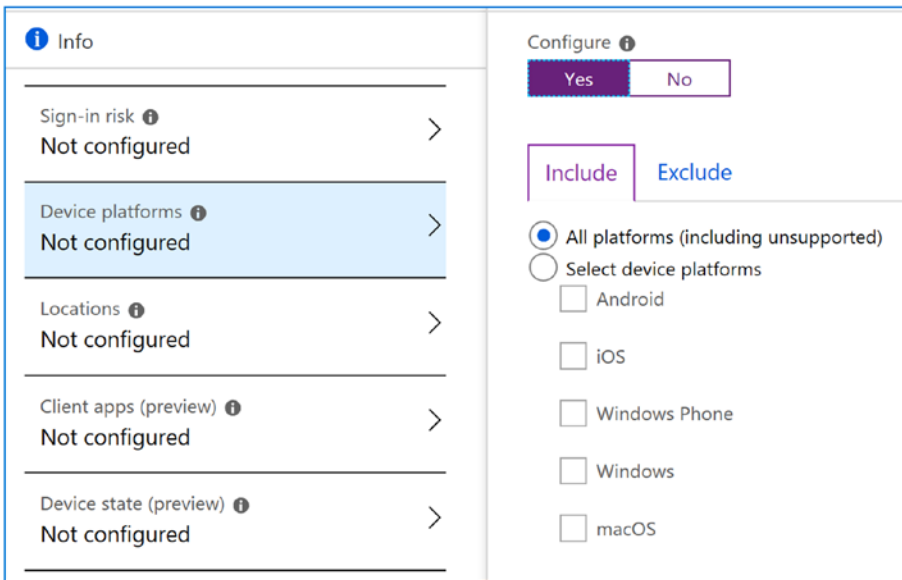 Info
Sign-in risk
Not configured
Device platforms
Not configured
Locations
Not configured
Client apps (preview)
Not configured
Device state (preview)
Not configured
Configure
Yes No
Include Exclude
All platforms (including unsupported)
Select device platforms
Android
iOS
Windows Phone
Windows
macOS